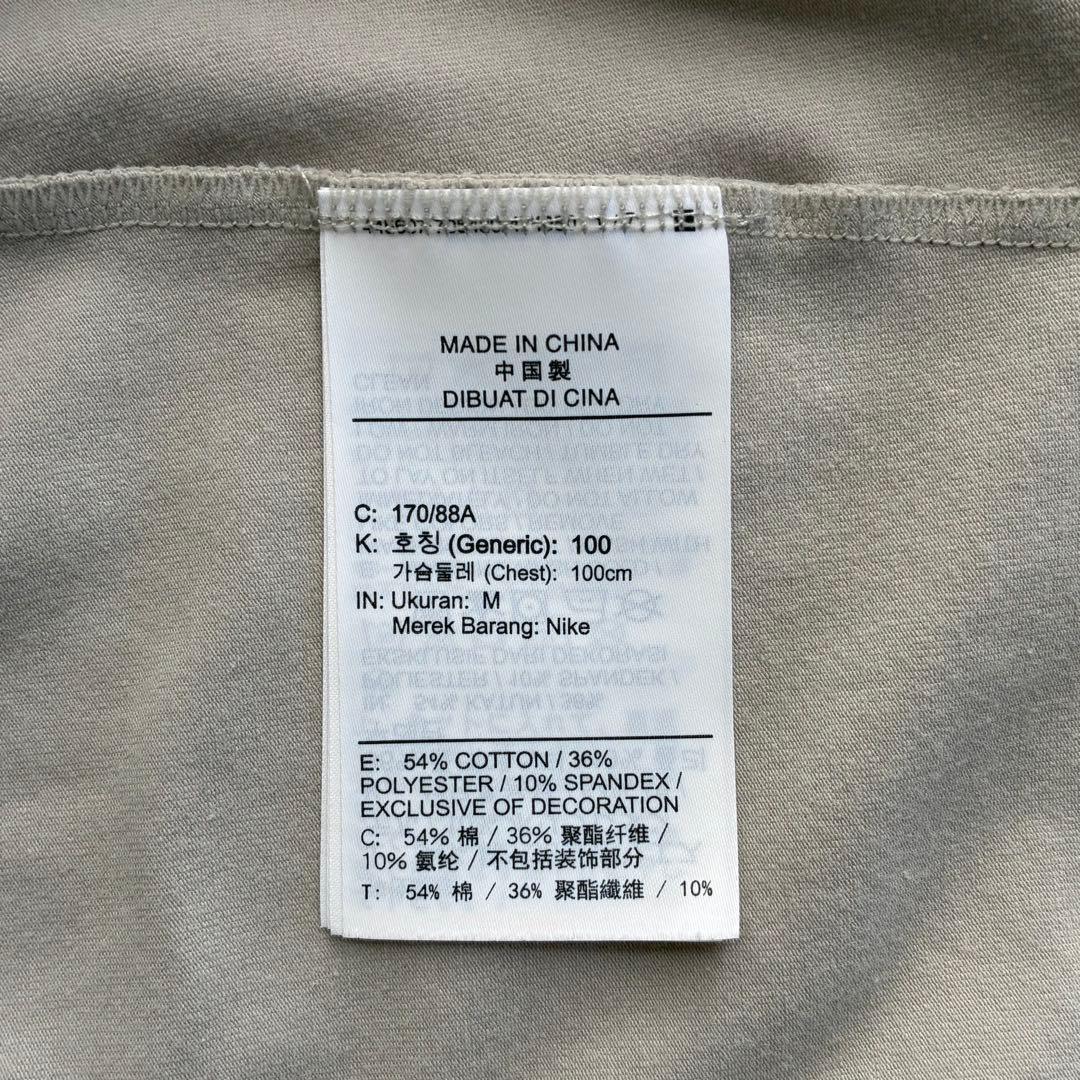 MADE IN CHINA
中国製
DIBUAT DI CINA
C: 170/88A
K: 호칭 (Generic): 100
가슴둘레 (Chest): 100cm
IN: Ukuran: M
Merek Barang: Nike
E: 54% COTTON / 36%
POLYESTER / 10% SPANDEX /
EXCLUSIVE OF DECORATION
C: 54% 棉 / 36% 聚酯纤维 /
10% 氨纶 / 不包括装饰部分
T: 54% 棉 / 36% 聚酯纖維 / 10%